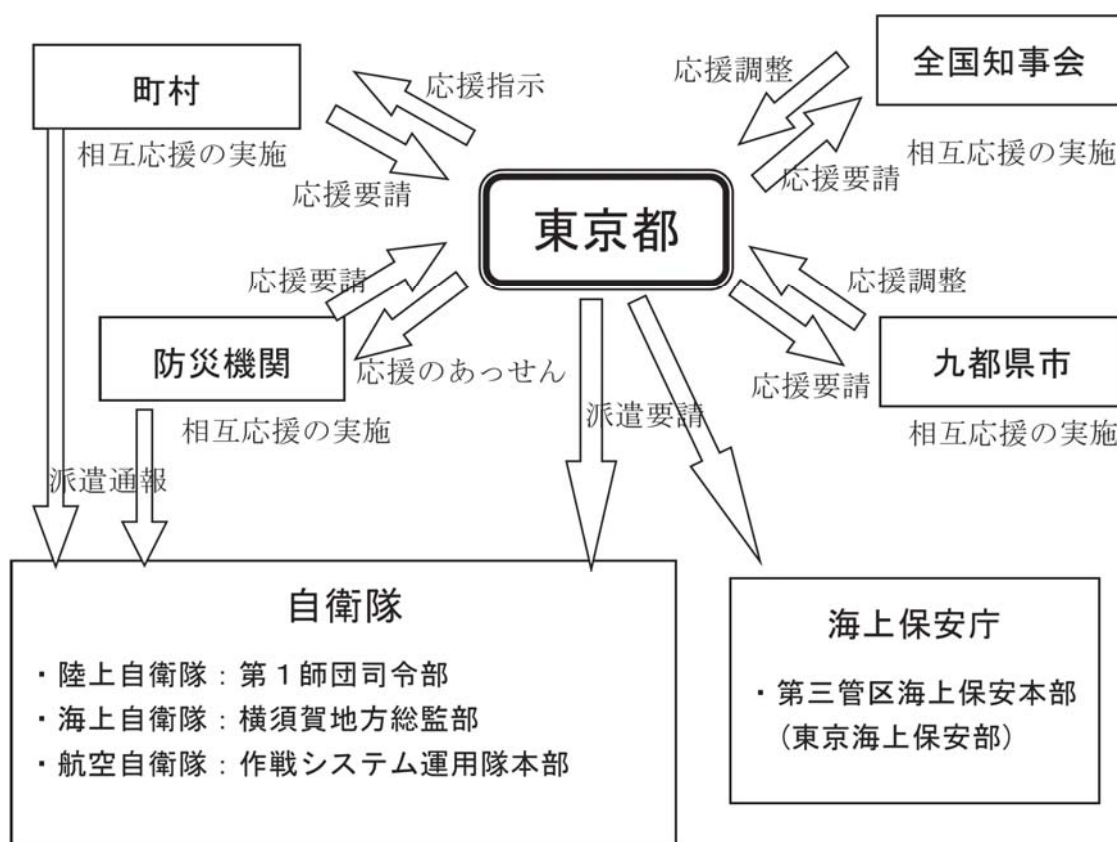 町村
応援指示
応援調整
全国知事会
相互応援の実施
応援要請
応援要請
相互応援の実施
東京都
応援要請
応援調整
防災機関
応援のあっせん
九都県市
応援要請
相互応援の実施
派遣要請
相互応援の実施
派遣通報
自衛隊
・陸上自衛隊：第１師団司令部
・海上自衛隊：横須賀地方総監部
・航空自衛隊：作戦システム運用隊本部
海上保安庁
・第三管区海上保安本部
(東京海上保安部)